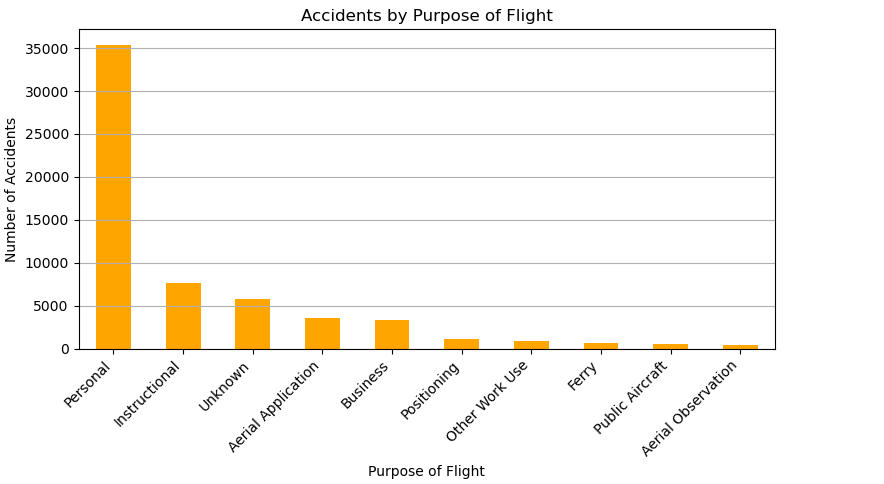 Accidents by Purpose of Flight
Number of Accidents
35000
30000
25000
20000
15000
10000
5000
0
Personal
Instructional
Unknown
Aerial Application
Business
Positioning
Other Work Use
Ferry
Public Aircraft
Aerial Observation
Purpose of Flight